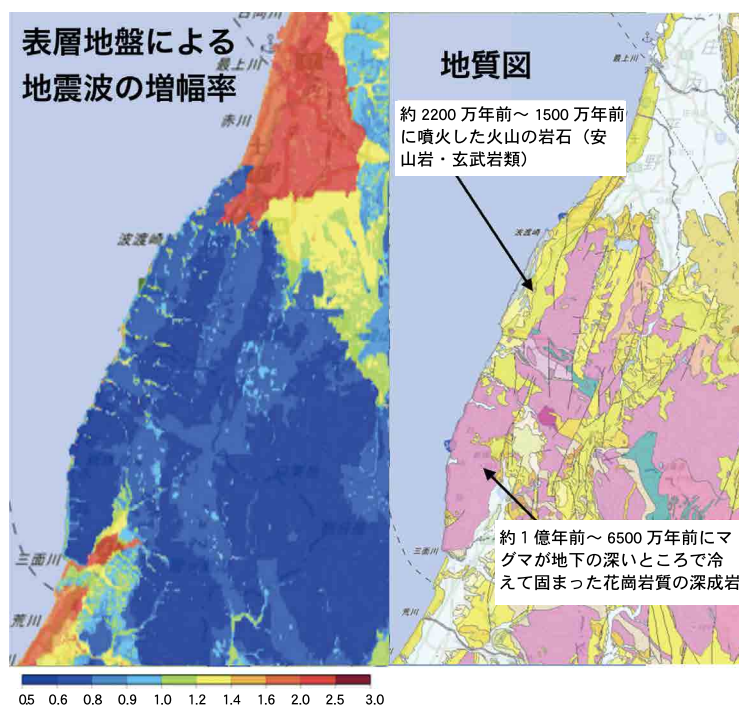 日向川
表層地盤による
地震波の増幅率
最上川
赤川
波渡崎
三面川
荒川
0.5 0.6 0.8 0.9 1.0 1.2 1.4 1.6 2.0 2.5 3.0
地質図
最上川
約 2200 万年前〜 1500 万年前
に噴火した火山の岩石（安
山岩・玄武岩類）
波渡崎
約 1 億年前〜 6500 万年前にマ
グマが地下の深いところで冷
えて固まった花崗岩質の深成岩
三面川
荒川